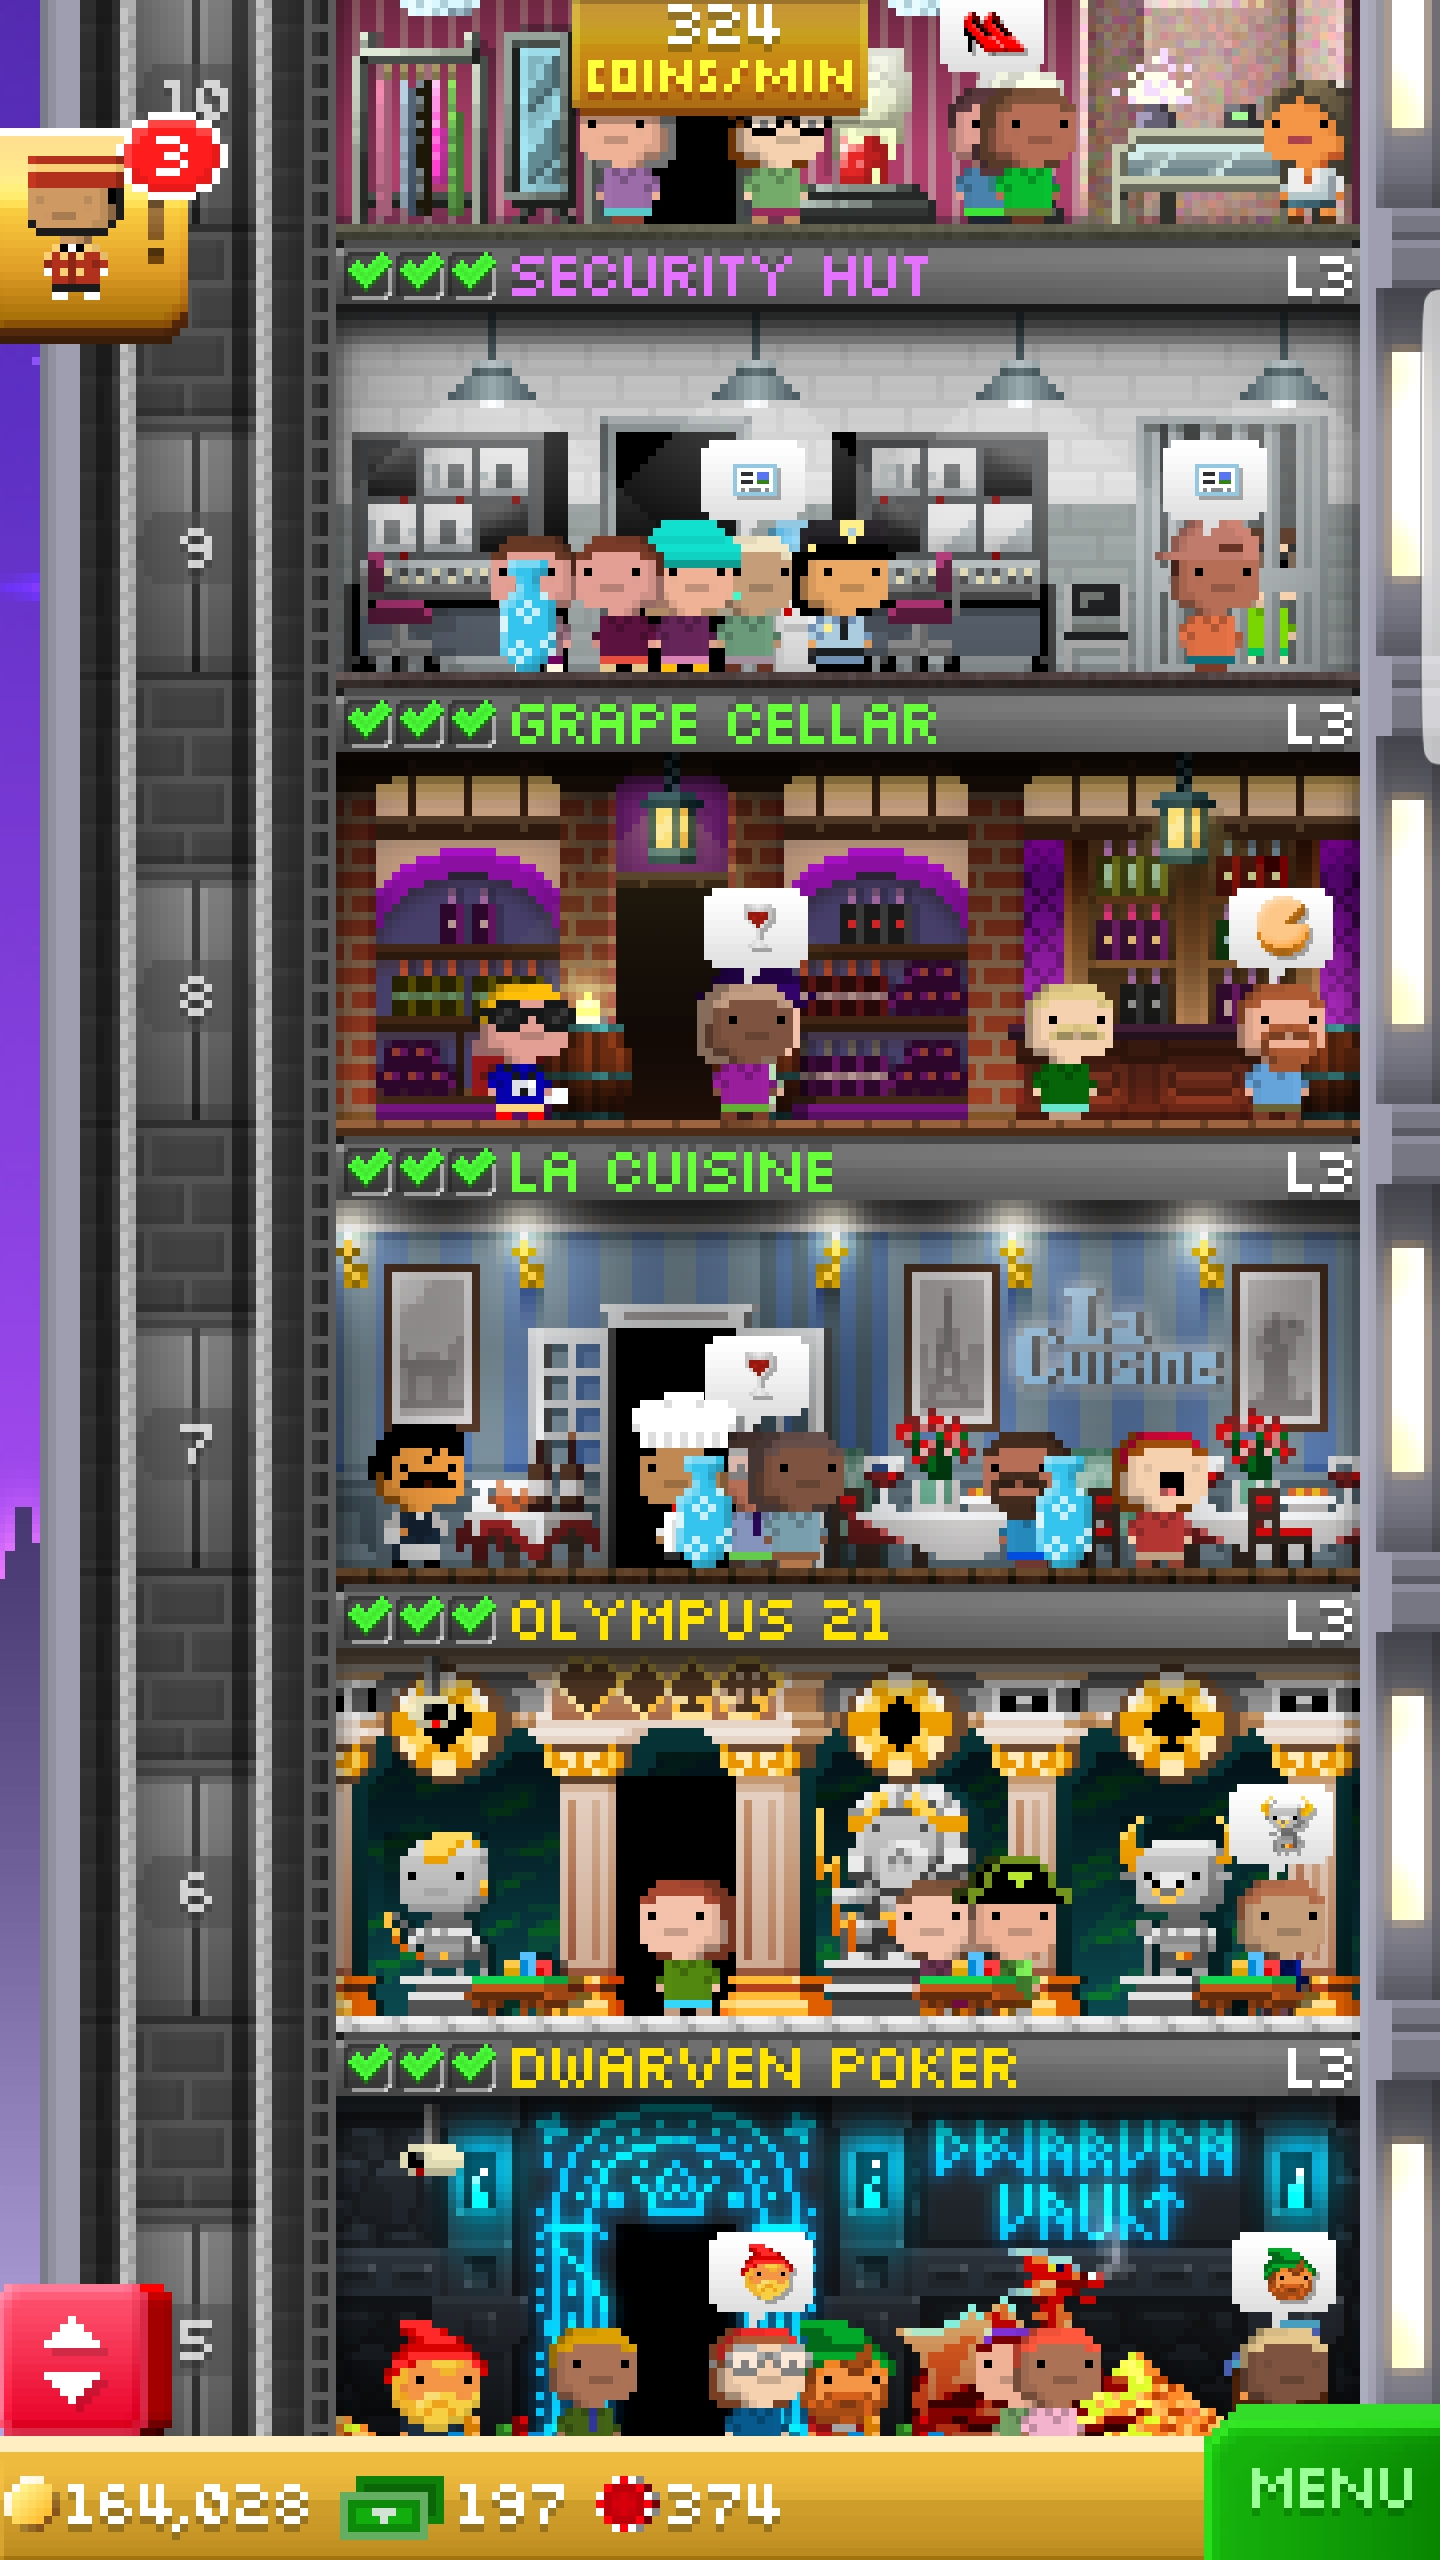 324
COINS/MIN
10
3
SECURITY HUT L3
9
GRAPE CELLAR L3
8
LA CUISINE L3
La
Cuisine
7
OLYMPUS 21 L3
6
DWARVEN POKER L3
DWARVEN
VAULT
5
164,028 197 374
MENU